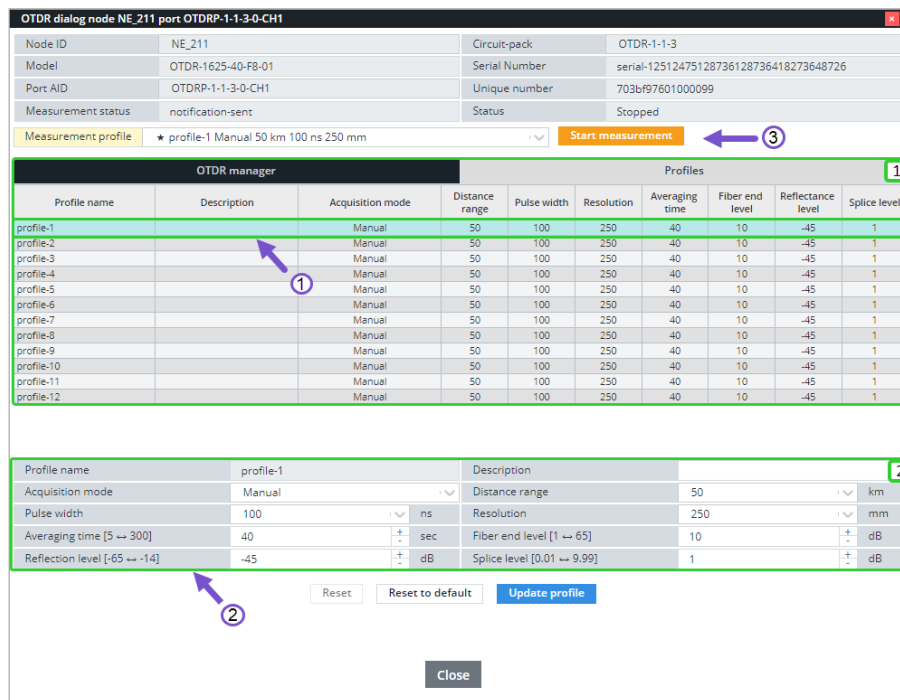 OTDR dialog node NE_211 port OTDRP-1-1-3-0-CH1 ×
Node ID NE_211 Circuit-pack OTDR-1-1-3
Model OTDR-1625-40-F8-01 Serial Number serial-12512475128736128736418273648726
Port AID OTDRP-1-1-3-0-CH1 Unique number 703bf97601000099
Measurement status notification-sent Status Stopped
Measurement profile ★ profile-1 Manual 50 km 100 ns 250 mm Start measurement 3
OTDR manager Profiles 1
Profile name Description Acquisition mode Distance range Pulse width Resolution Averaging time Fiber end level Reflectance level Splice level
profile-1 Manual 50 100 250 40 10 -45 1
profile-2 Manual 50 100 250 40 10 -45 1
profile-3 Manual 50 100 250 40 10 -45 1
profile-4 Manual 50 100 250 40 10 -45 1
1
profile-5 Manual 50 100 250 40 10 -45 1
profile-6 Manual 50 100 250 40 10 -45 1
profile-7 Manual 50 100 250 40 10 -45 1
profile-8 Manual 50 100 250 40 10 -45 1
profile-9 Manual 50 100 250 40 10 -45 1
profile-10 Manual 50 100 250 40 10 -45 1
profile-11 Manual 50 100 250 40 10 -45 1
profile-12 Manual 50 100 250 40 10 -45 1
Profile name profile-1 Description 2
Acquisition mode Manual Distance range 50 km
Pulse width 100 ns Resolution 250 mm
Averaging time [5 ↔ 300] 40 + - sec Fiber end level [1 ↔ 65] 10 + - dB
Reflection level [-65 ↔ -14] -45 + - dB Splice level [0.01 ↔ 9.99] 1 + - dB
Reset Reset to default Update profile
2
Close